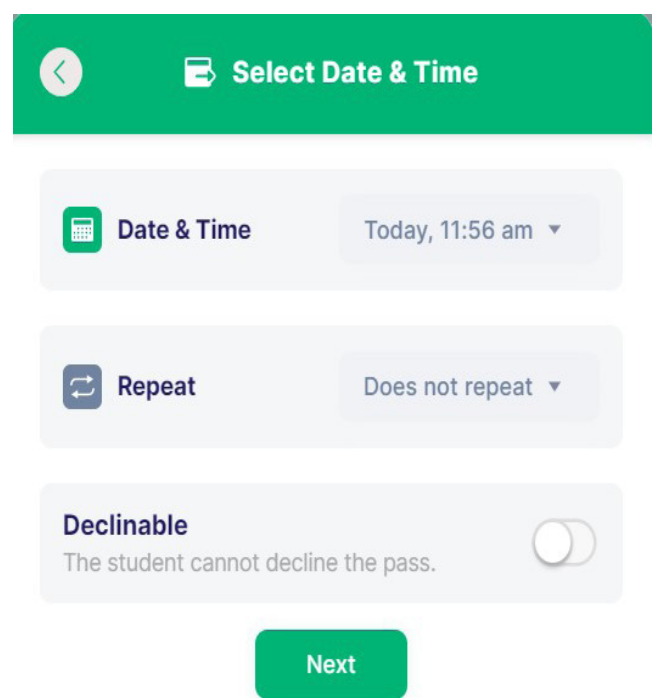 Select Date & Time
Date & Time
Today, 11:56 am
Repeat
Does not repeat
Declinable
The student cannot decline the pass.
Next